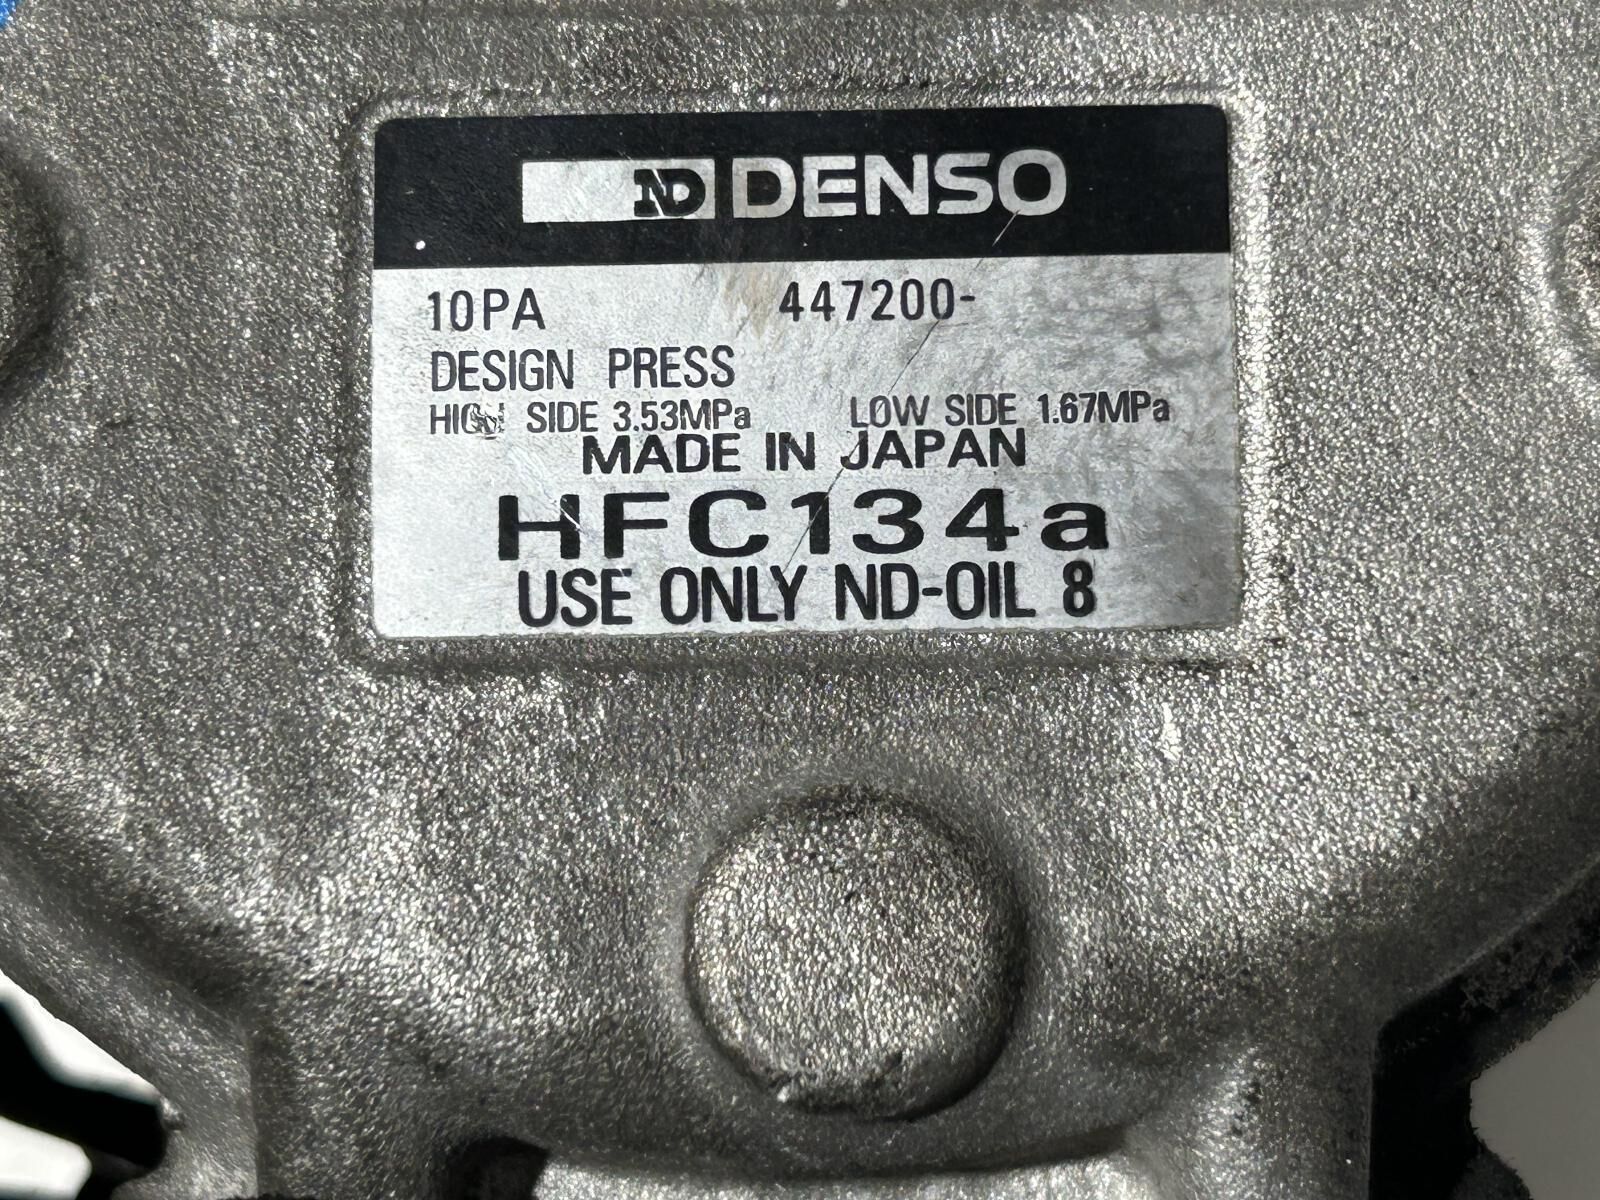 ND DENSO
10PA 447200-
DESIGN PRESS
HIGH SIDE 3.53MPa LOW SIDE 1.67MPa
MADE IN JAPAN
HFC134a
USE ONLY ND-OIL 8